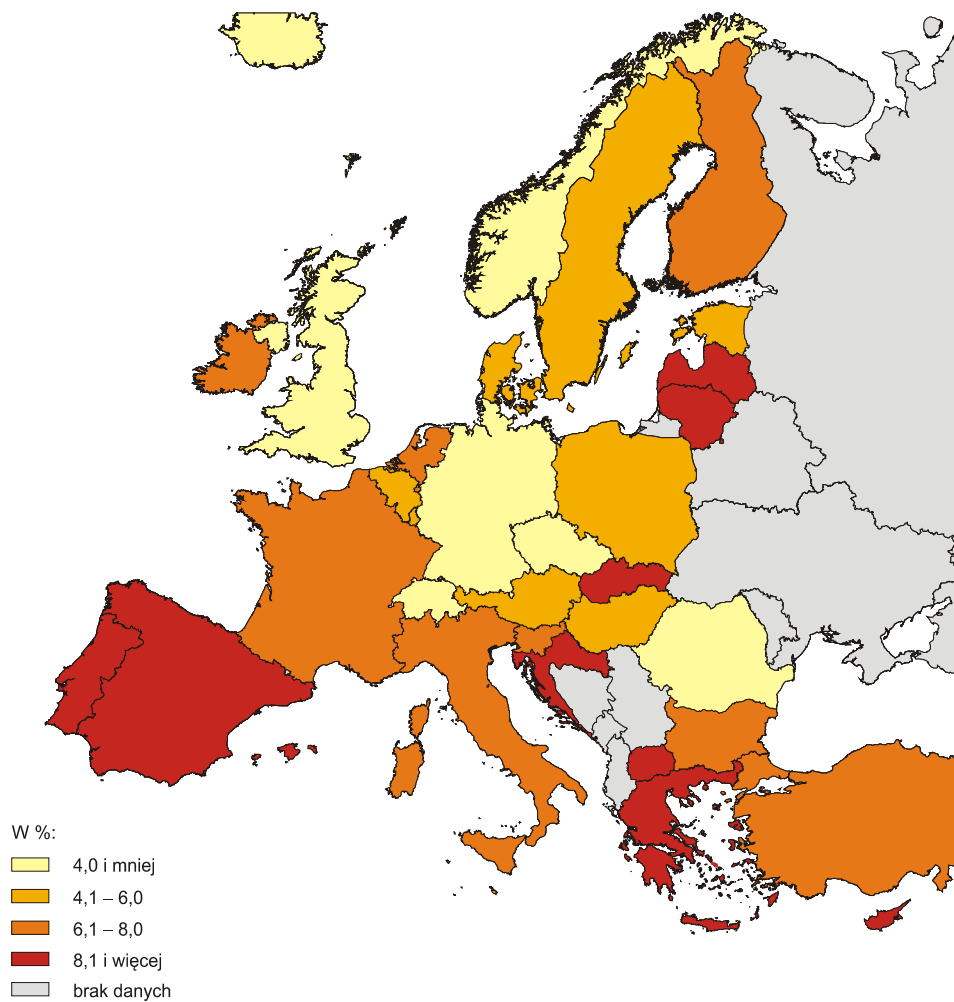 W %:
4,0 i mniej
4,1 – 6,0
6,1 – 8,0
8,1 i więcej
brak danych